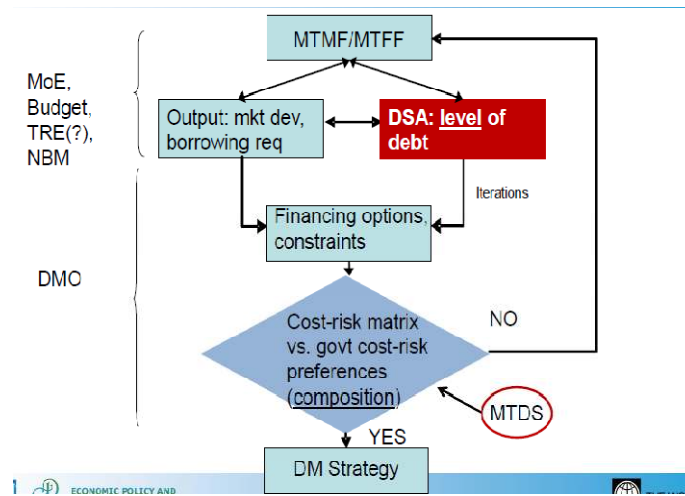 MTMF/MTFF
MoE,
Budget,
TRE(?),
NBM
Output: mkt dev,
borrowing req
DSA: level of
debt
Iterations
Financing options,
constraints
DMO
Cost-risk matrix
vs. govt cost-risk
preferences
(composition)
NO
MTDS
YES
DM Strategy
ECONOMIC POLICY AND